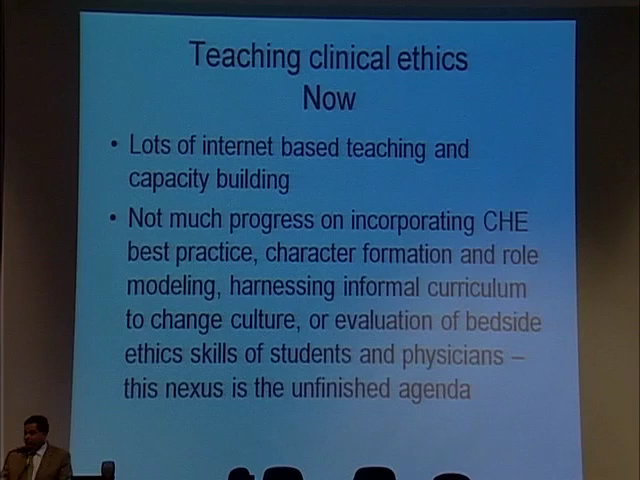 Teaching clinical ethics
Now
• Lots of internet based teaching and
capacity building
• Not much progress on incorporating CHE
best practice, character formation and role
modeling, harnessing informal curriculum
to change culture, or evaluation of bedside
ethics skills of students and physicians –
this nexus is the unfinished agenda